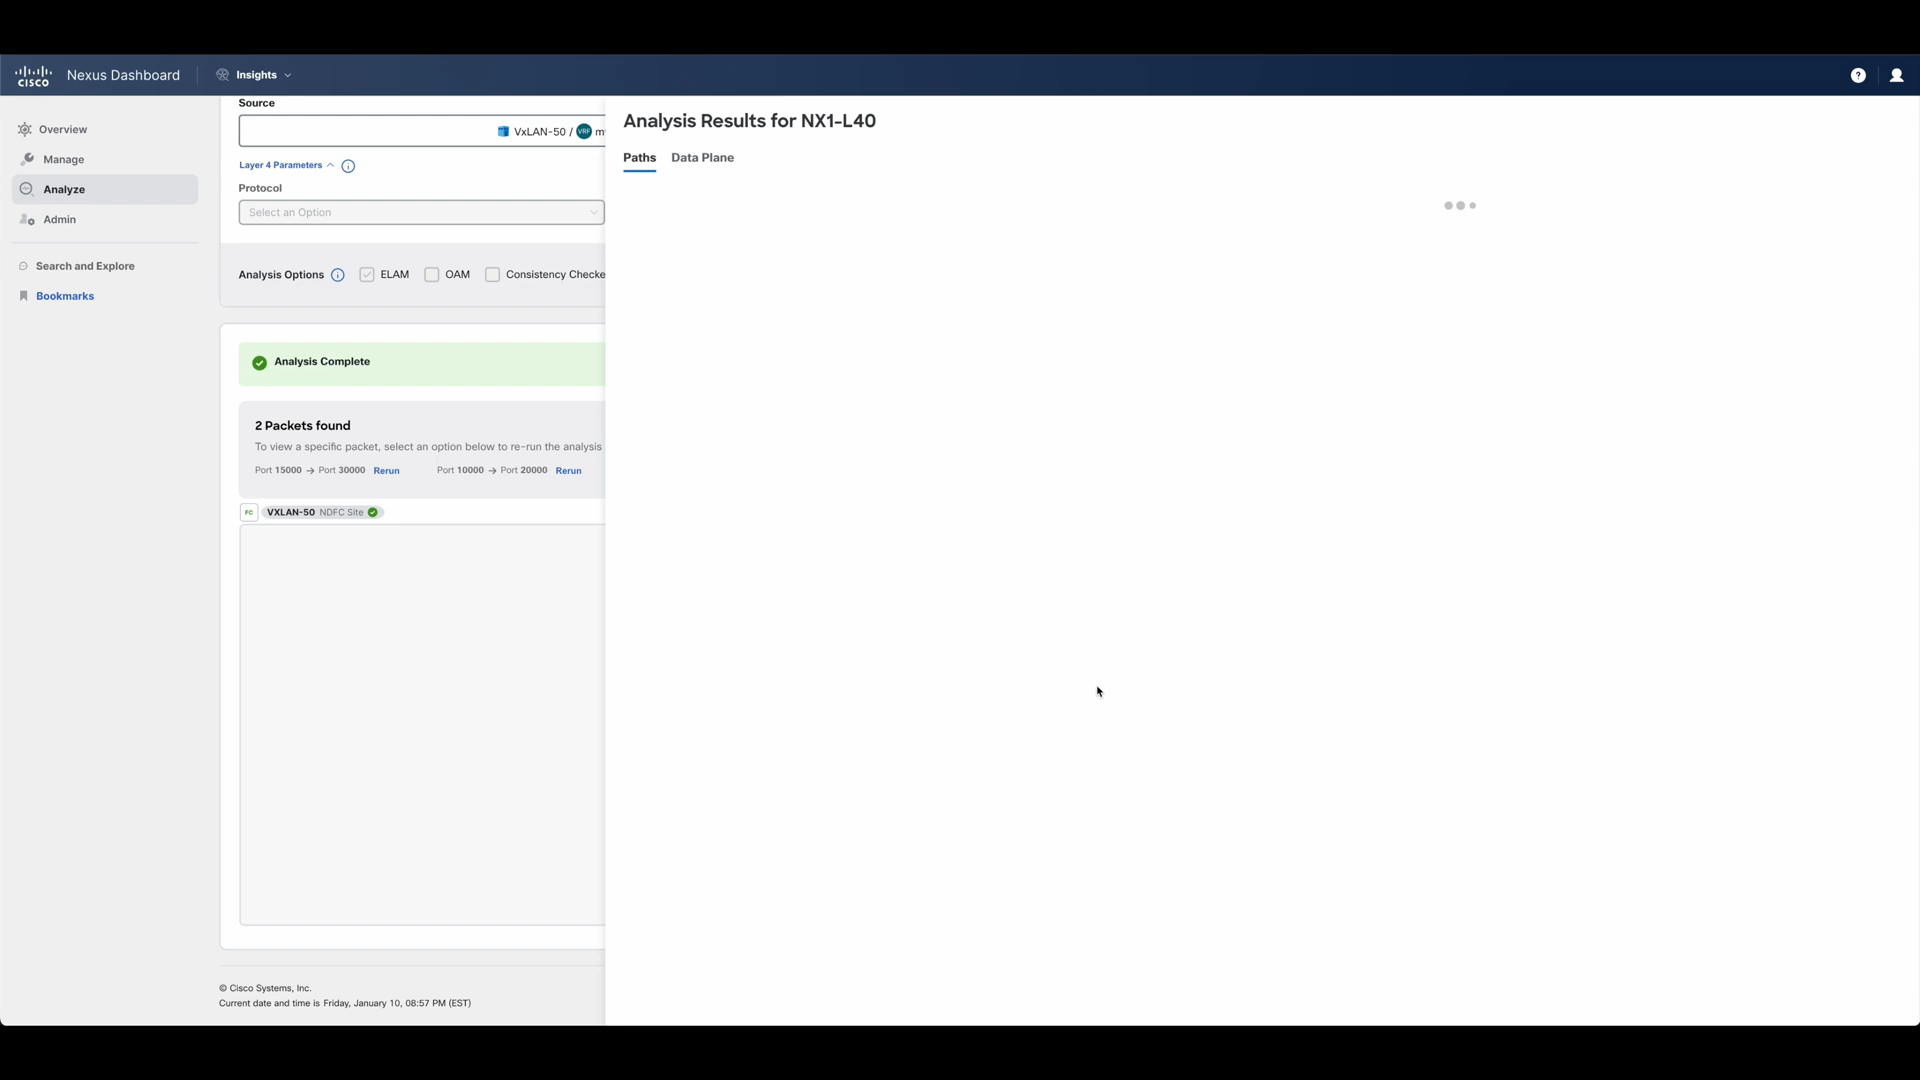 cisco Nexus Dashboard Insights
?
Overview
Manage
Analyze
Admin
Search and Explore
Bookmarks
Source
VxLAN-50 / VRF
Layer 4 Parameters i
Protocol
Select an Option
Analysis Options i ELAM OAM Consistency Checke
Analysis Complete
2 Packets found
To view a specific packet, select an option below to re-run the analysis
Port 15000 → Port 30000 Rerun Port 10000 → Port 20000 Rerun
FC VXLAN-50 NDFC Site
© Cisco Systems, Inc.
Current date and time is Friday, January 10, 08:57 PM (EST)
Analysis Results for NX1-L40
Paths Data Plane